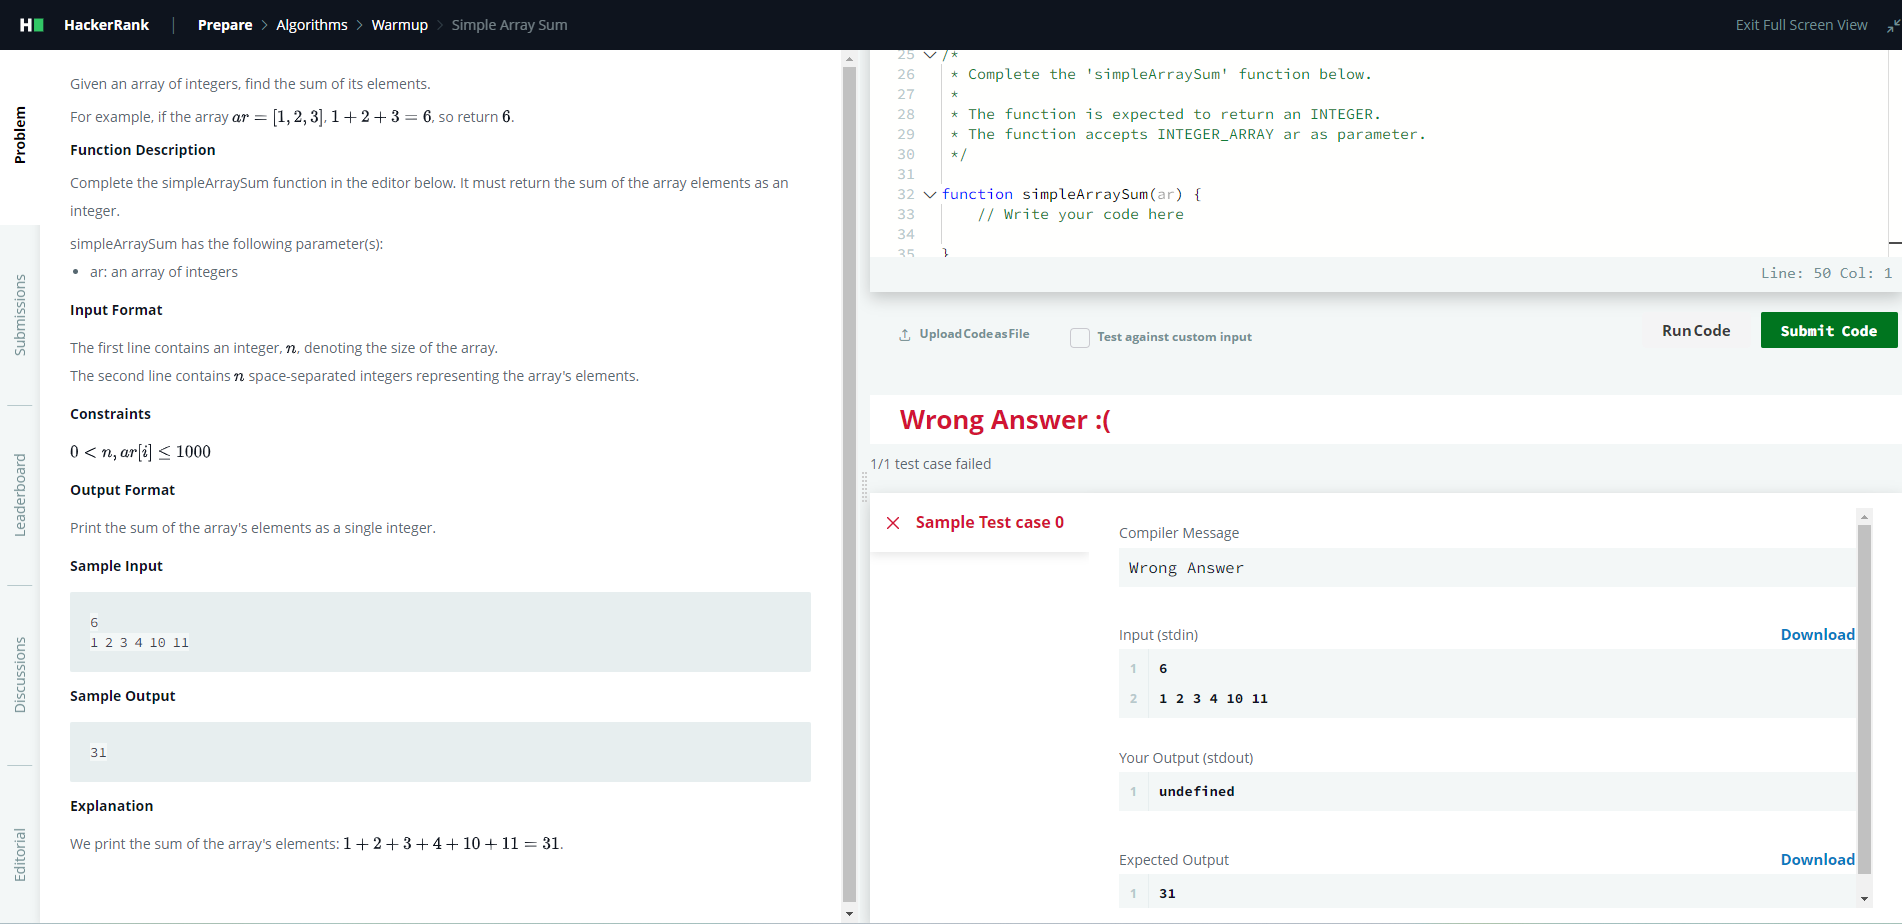 HackerRank | Prepare > Algorithms > Warmup > Simple Array Sum
Exit Full Screen View
Problem
Submissions
Leaderboard
Discussions
Editorial
Given an array of integers, find the sum of its elements.
For example, if the array ar = [1, 2, 3], 1 + 2 + 3 = 6, so return 6.
Function Description
Complete the simpleArraySum function in the editor below. It must return the sum of the array elements as an
integer.
simpleArraySum has the following parameter(s):
• ar: an array of integers
Input Format
The first line contains an integer, n, denoting the size of the array.
The second line contains n space-separated integers representing the array's elements.
Constraints
0 < n, ar[i] ≤ 1000
Output Format
Print the sum of the array's elements as a single integer.
Sample Input
6
1 2 3 4 10 11
Sample Output
31
Explanation
We print the sum of the array's elements: 1 + 2 + 3 + 4 + 10 + 11 = 31.
25 /*
26 * Complete the 'simpleArraySum' function below.
27 *
28 * The function is expected to return an INTEGER.
29 * The function accepts INTEGER_ARRAY ar as parameter.
30 */
31
32 function simpleArraySum(ar) {
33 // Write your code here
34
35 }
Line: 50 Col: 1
Upload Code as File
Test against custom input
Run Code
Submit Code
Wrong Answer :(
1/1 test case failed
Sample Test case 0
Compiler Message
Wrong Answer
Input (stdin)
Download
1 6
2 1 2 3 4 10 11
Your Output (stdout)
1 undefined
Expected Output
Download
1 31